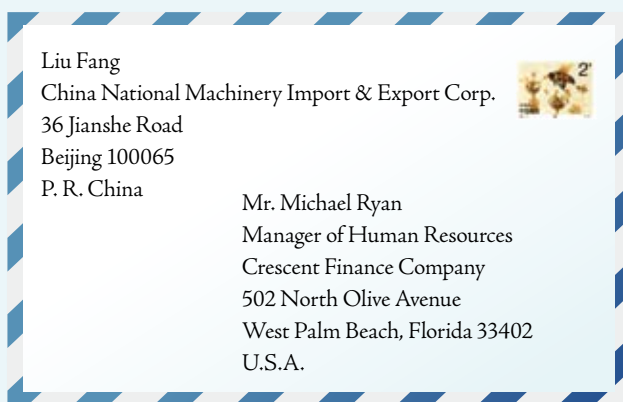 Liu Fang
China National Machinery Import & Export Corp.
36 Jianshe Road
Beijing 100065
P. R. China
Mr. Michael Ryan
Manager of Human Resources
Crescent Finance Company
502 North Olive Avenue
West Palm Beach, Florida 33402
U.S.A.